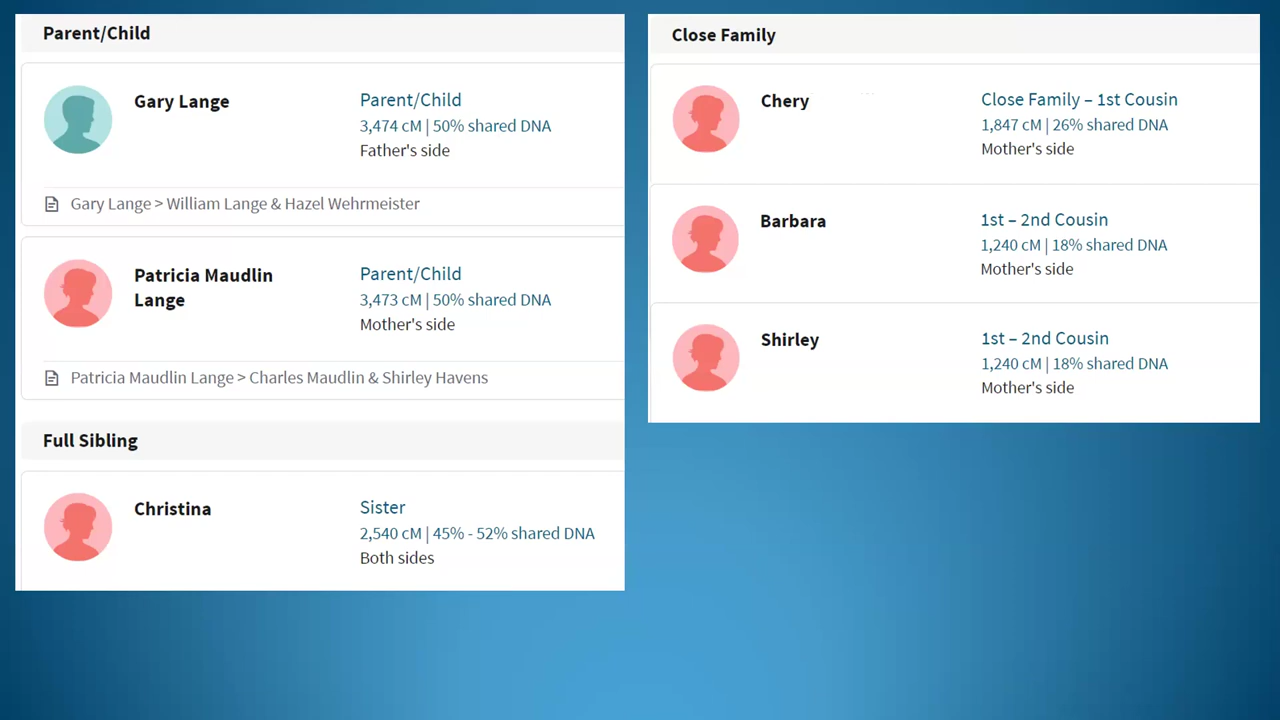 Parent/Child
Gary Lange
Parent/Child
3,474 cM | 50% shared DNA
Father's side
Gary Lange > William Lange & Hazel Wehrmeister
Patricia Maudlin
Lange
Parent/Child
3,473 cM | 50% shared DNA
Mother's side
Patricia Maudlin Lange > Charles Maudlin & Shirley Havens
Full Sibling
Christina
Sister
2,540 cM | 45% - 52% shared DNA
Both sides
Close Family
Chery
Close Family – 1st Cousin
1,847 cM | 26% shared DNA
Mother's side
Barbara
1st – 2nd Cousin
1,240 cM | 18% shared DNA
Mother's side
Shirley
1st – 2nd Cousin
1,240 cM | 18% shared DNA
Mother's side